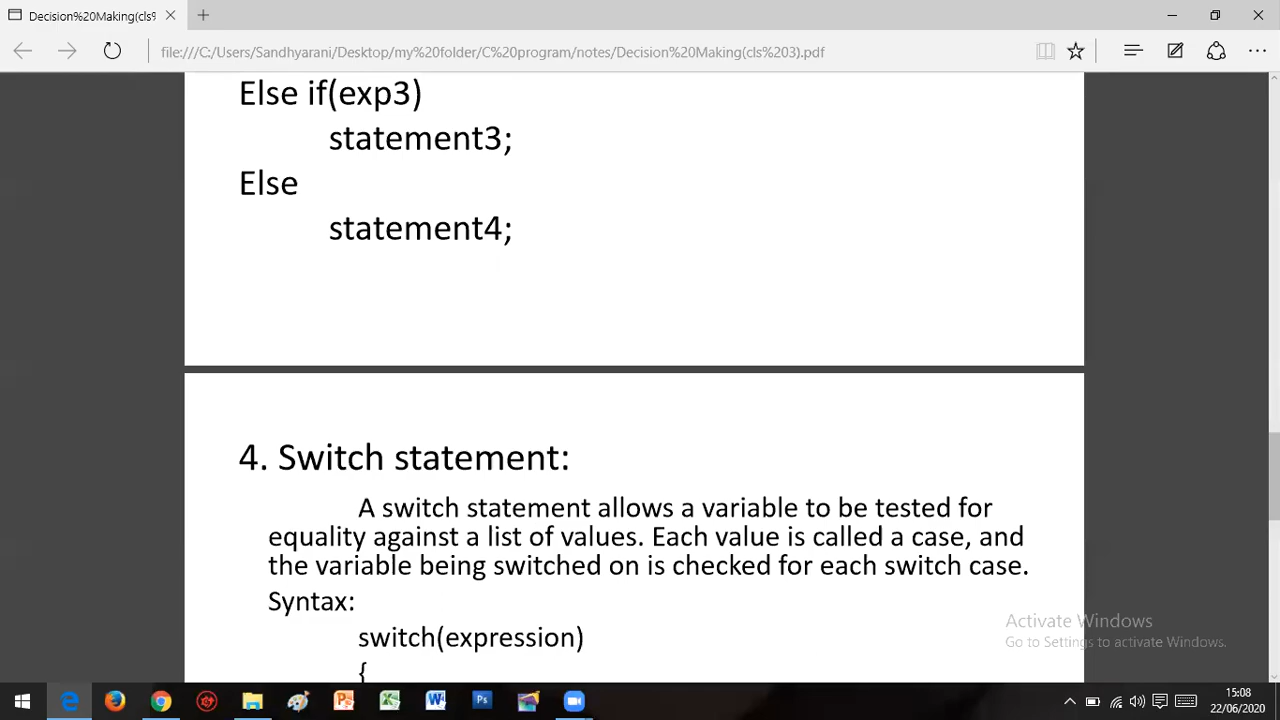 Decision%20Making(cls%
file:///C:/Users/Sandhyarani/Desktop/my%20folder/C%20program/notes/Decision%20Making(cls%203).pdf
Else if(exp3)
statement3;
Else
statement4;
4. Switch statement:
A switch statement allows a variable to be tested for
equality against a list of values. Each value is called a case, and
the variable being switched on is checked for each switch case.
Syntax:
switch(expression)
{
Activate Windows
Go to Settings to activate Windows.
15:08
22/06/2020